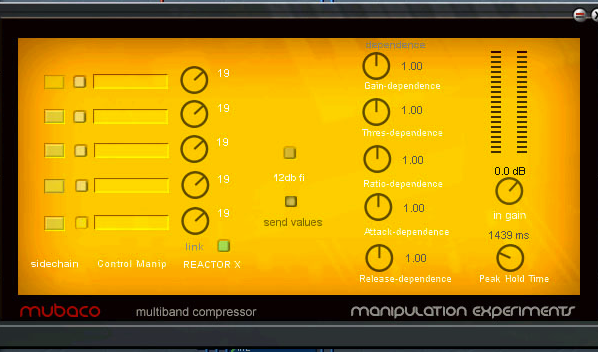 dependence
19
1.00
Gain-dependence
19
1.00
Thres-dependence
19
1.00
0.0 dB
12db fi
Ratio-dependence
19
1.00
in gain
send values
19
Attack-dependence
1439 ms
link
1.00
sidechain
Control Manip
REACTOR X
Release-dependence
Peak Hold Time
mubaco
multiband compressor
MANIPULATION EXPERIMENTS